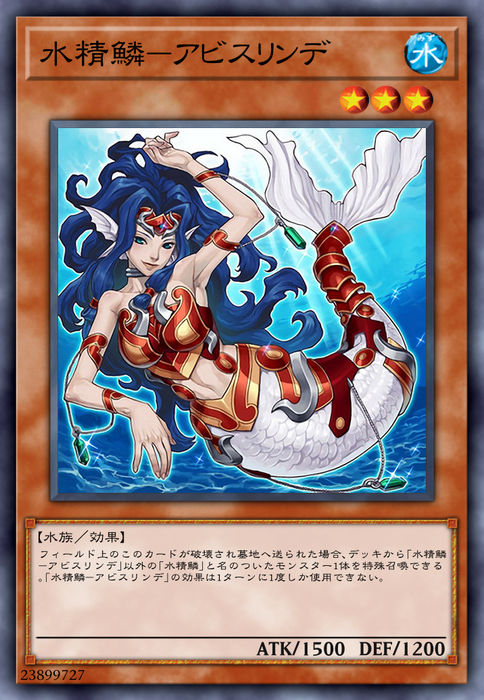 水精鱗－アビスリンデ
みず
水
【水族／効果】
フィールド上のこのカードが破壊され墓地へ送られた場合、デッキから「水精鱗
－アビスリンデ」以外の「水精鱗」と名のついたモンスター1体を特殊召喚でき
る。「水精鱗－アビスリンデ」の効果は1ターンに1度しか使用できない。
ATK/1500 DEF/1200
23899727